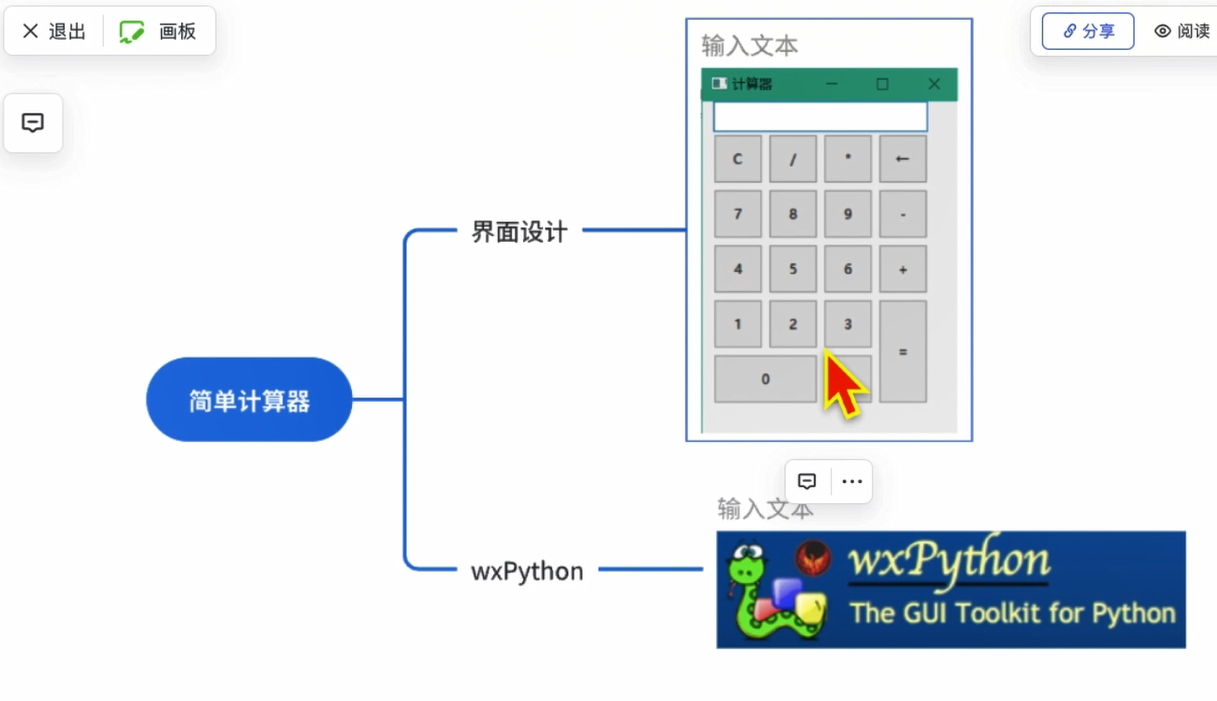 退出
画板
分享
阅读
输入文本
计算器
C / * ←
7 8 9 -
4 5 6 +
1 2 3
=
0
界面设计
简单计算器
输入文本
wxPython
wxPython
The GUI Toolkit for Python